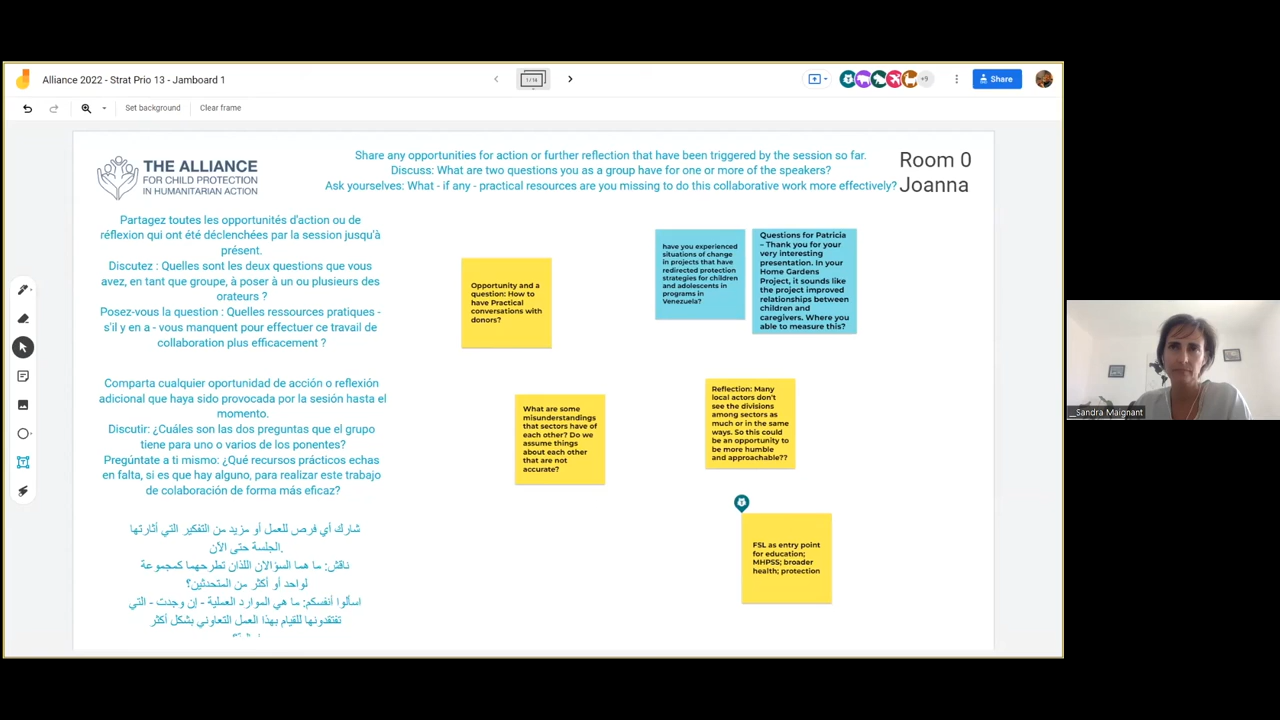 Alliance 2022 - Strat Prio 13 - Jamboard 1
1 / 16
+9
Share
Set background
Clear frame
THE ALLIANCE
FOR CHILD PROTECTION
IN HUMANITARIAN ACTION
Share any opportunities for action or further reflection that have been triggered by the session so far.
Discuss: What are two questions you as a group have for one or more of the speakers?
Ask yourselves: What - if any - practical resources are you missing to do this collaborative work more effectively?
Room 0
Joanna
Partagez toutes les opportunités d'action ou de
réflexion qui ont été déclenchées par la session jusqu'à
présent.
Discutez : Quelles sont les deux questions que vous
avez, en tant que groupe, à poser à un ou plusieurs des
orateurs ?
Posez-vous la question : Quelles ressources pratiques -
s'il y en a - vous manquent pour effectuer ce travail de
collaboration plus efficacement ?
Comparta cualquier oportunidad de acción o reflexión
adicional que haya sido provocada por la sesión hasta el
momento.
Discutir: ¿Cuáles son las dos preguntas que el grupo
tiene para uno o varios de los ponentes?
Pregúntate a ti mismo: ¿Qué recursos prácticos echas
en falta, si es que hay alguno, para realizar este trabajo
de colaboración de forma más eficaz?
شارك أي فرص للعمل أو مزيد من التفكير التي أثارتها
الجلسة حتى الآن.
ناقش: ما هما السؤالان اللذان تطرحهما كمجموعة
لواحد أو أكثر من المتحدثين؟
اسألوا أنفسكم: ما هي الموارد العملية - إن وجدت - التي
تفتقدونها للقيام بهذا العمل التعاوني بشكل أكثر
Opportunity and a
question: How to
have Practical
conversations with
donors?
have you experienced
situations of change
in projects that have
redirected protection
strategies for children
and adolescents in
programs in
Venezuela?
Questions for Patricia
– Thank you for your
very interesting
presentation. In your
Home Gardens
Project, it sounds like
the project improved
relationships between
children and
caregivers. Where you
able to measure this?
What are some
misunderstandings
that sectors have of
each other? Do we
assume things
about each other
that are not
accurate?
Reflection: Many
local actors don't
see the divisions
among sectors as
much or in the same
ways. So this could
be an opportunity to
be more humble
and approachable??
FSL as entry point
for education;
MHPSS; broader
health; protection
_Sandra Maignant